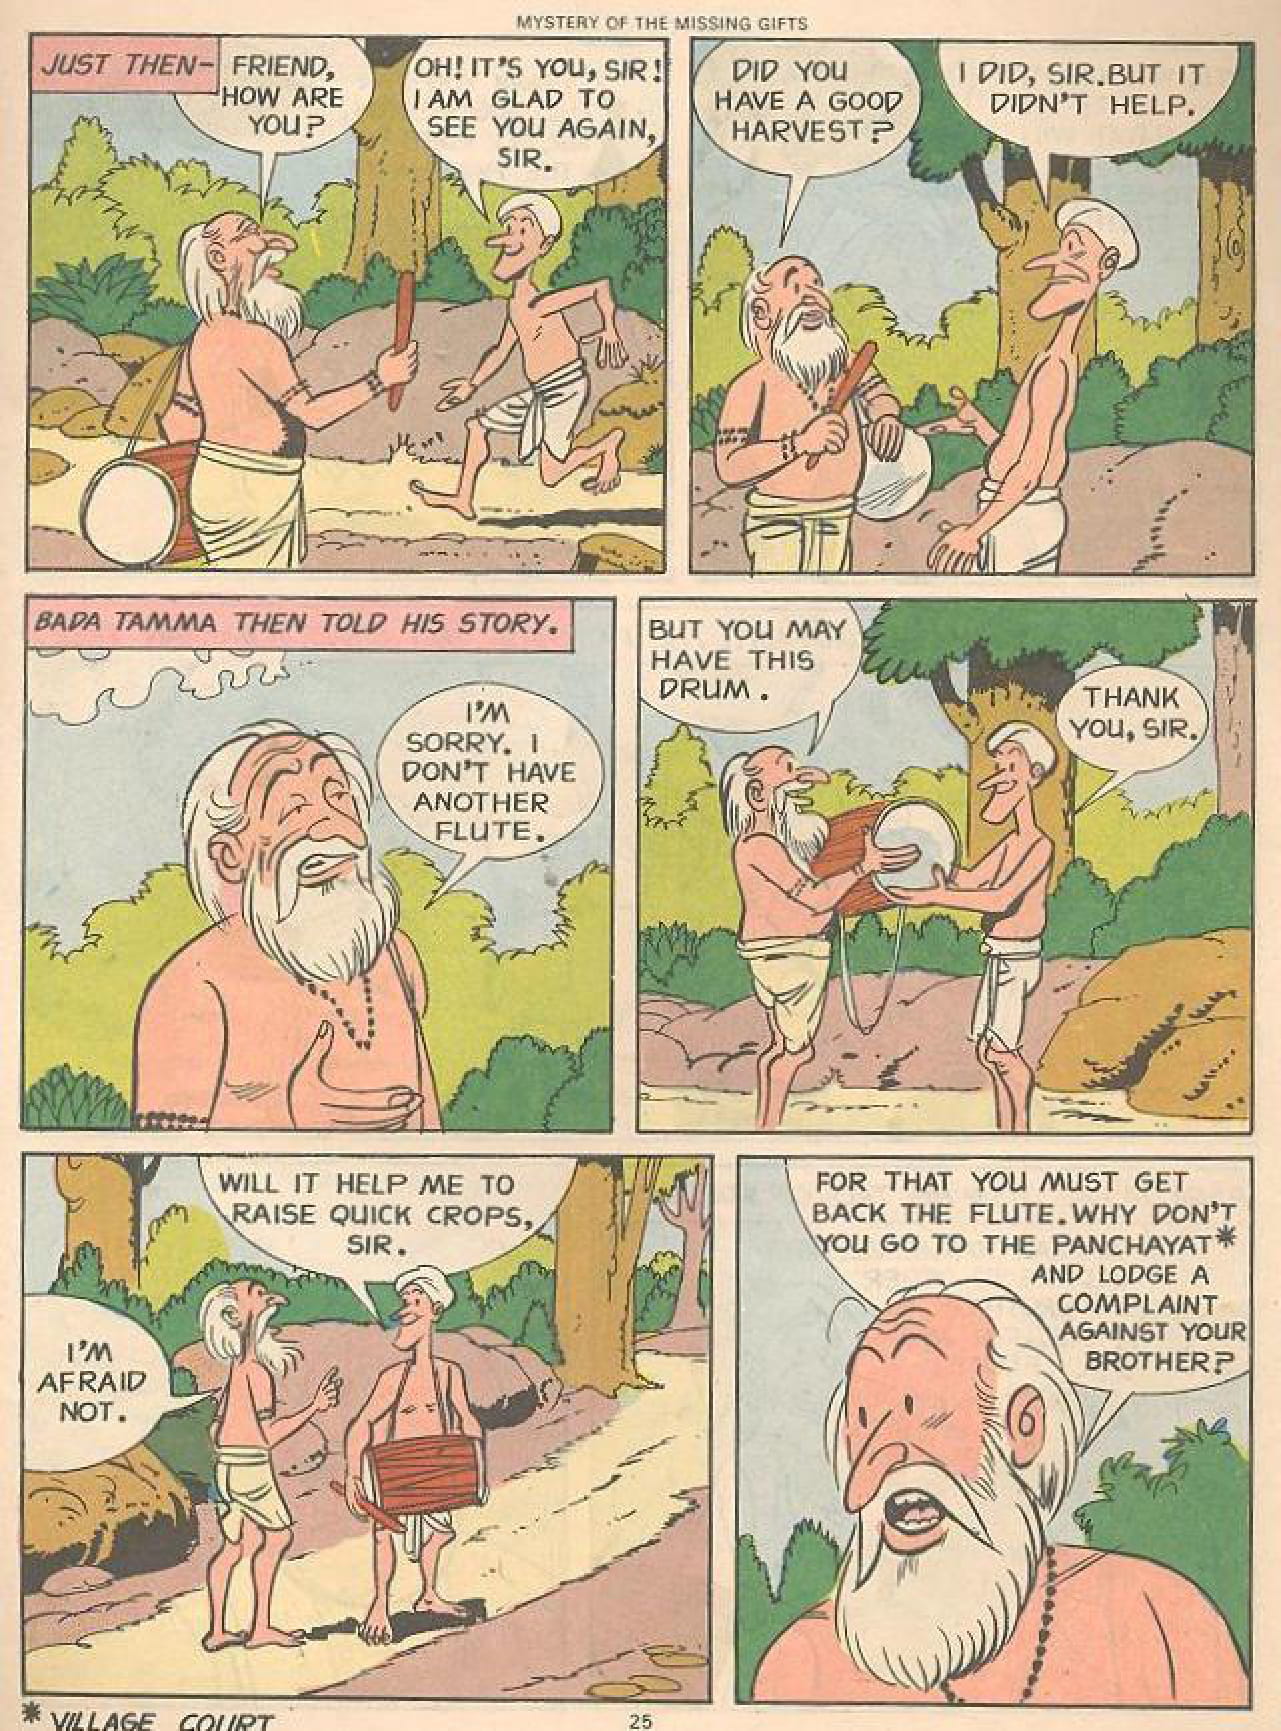 MYSTERY OF THE MISSING GIFTS
JUST THEN-
FRIEND,
HOW ARE
YOU?
OH! IT'S YOU, SIR!
I AM GLAD TO
SEE YOU AGAIN,
SIR.
DID YOU
HAVE A GOOD
HARVEST?
I DID, SIR. BUT IT
DIDN'T HELP.
BADA TAMMA THEN TOLD HIS STORY.
I'M
SORRY. I
DON'T HAVE
ANOTHER
FLUTE.
BUT YOU MAY
HAVE THIS
DRUM.
THANK
YOU, SIR.
WILL IT HELP ME TO
RAISE QUICK CROPS,
SIR.
I'M
AFRAID
NOT.
FOR THAT YOU MUST GET
BACK THE FLUTE. WHY DON'T
YOU GO TO THE PANCHAYAT*
AND LODGE A
COMPLAINT
AGAINST YOUR
BROTHER?
* VILLAGE COURT
25